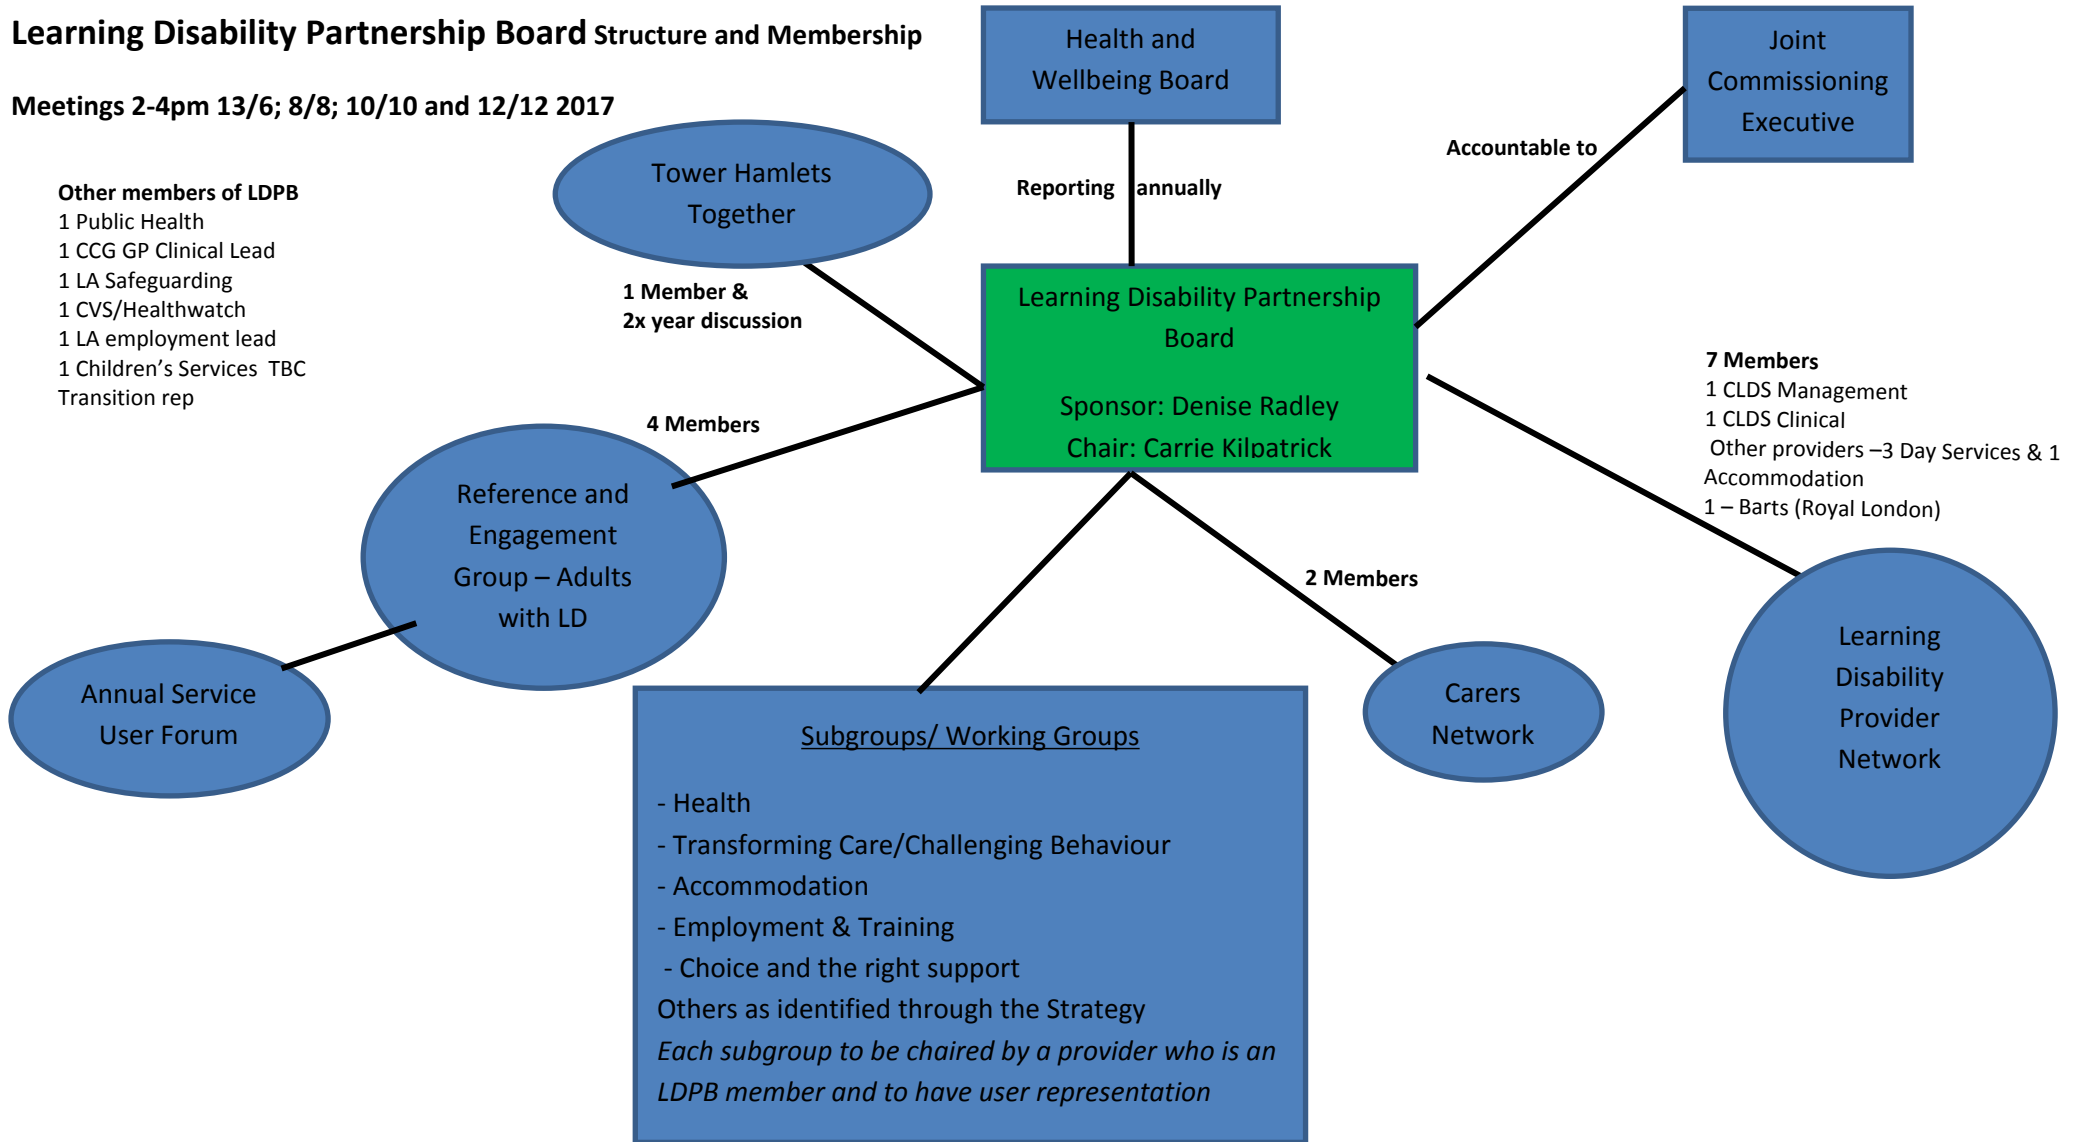 Learning Disability Partnership Board Structure and Membership
Meetings 2-4pm 13/6; 8/8; 10/10 and 12/12 2017
Health and
Wellbeing Board
Joint
Commissioning
Executive
Tower Hamlets
Together
Accountable to
Reporting annually
Other members of LDPB
1 Public Health
1 CCG GP Clinical Lead
1 LA Safeguarding
1 CVS/Healthwatch
1 LA employment lead
1 Children's Services  TBC
Transition rep
1 Member &
2x year discussion
Learning Disability Partnership
Board
Sponsor: Denise Radley
Chair: Carrie Kilpatrick
7 Members
1 CLDS Management
1 CLDS Clinical
Other providers –3 Day Services & 1
Accommodation
1 – Barts (Royal London)
4 Members
Reference and
Engagement
Group – Adults
with LD
2 Members
Annual Service
User Forum
Subgroups/ Working Groups
- Health
- Transforming Care/Challenging Behaviour
- Accommodation
- Employment & Training
- Choice and the right support
Others as identified through the Strategy
Each subgroup to be chaired by a provider who is an
LDPB member and to have user representation
Carers
Network
Learning
Disability
Provider
Network